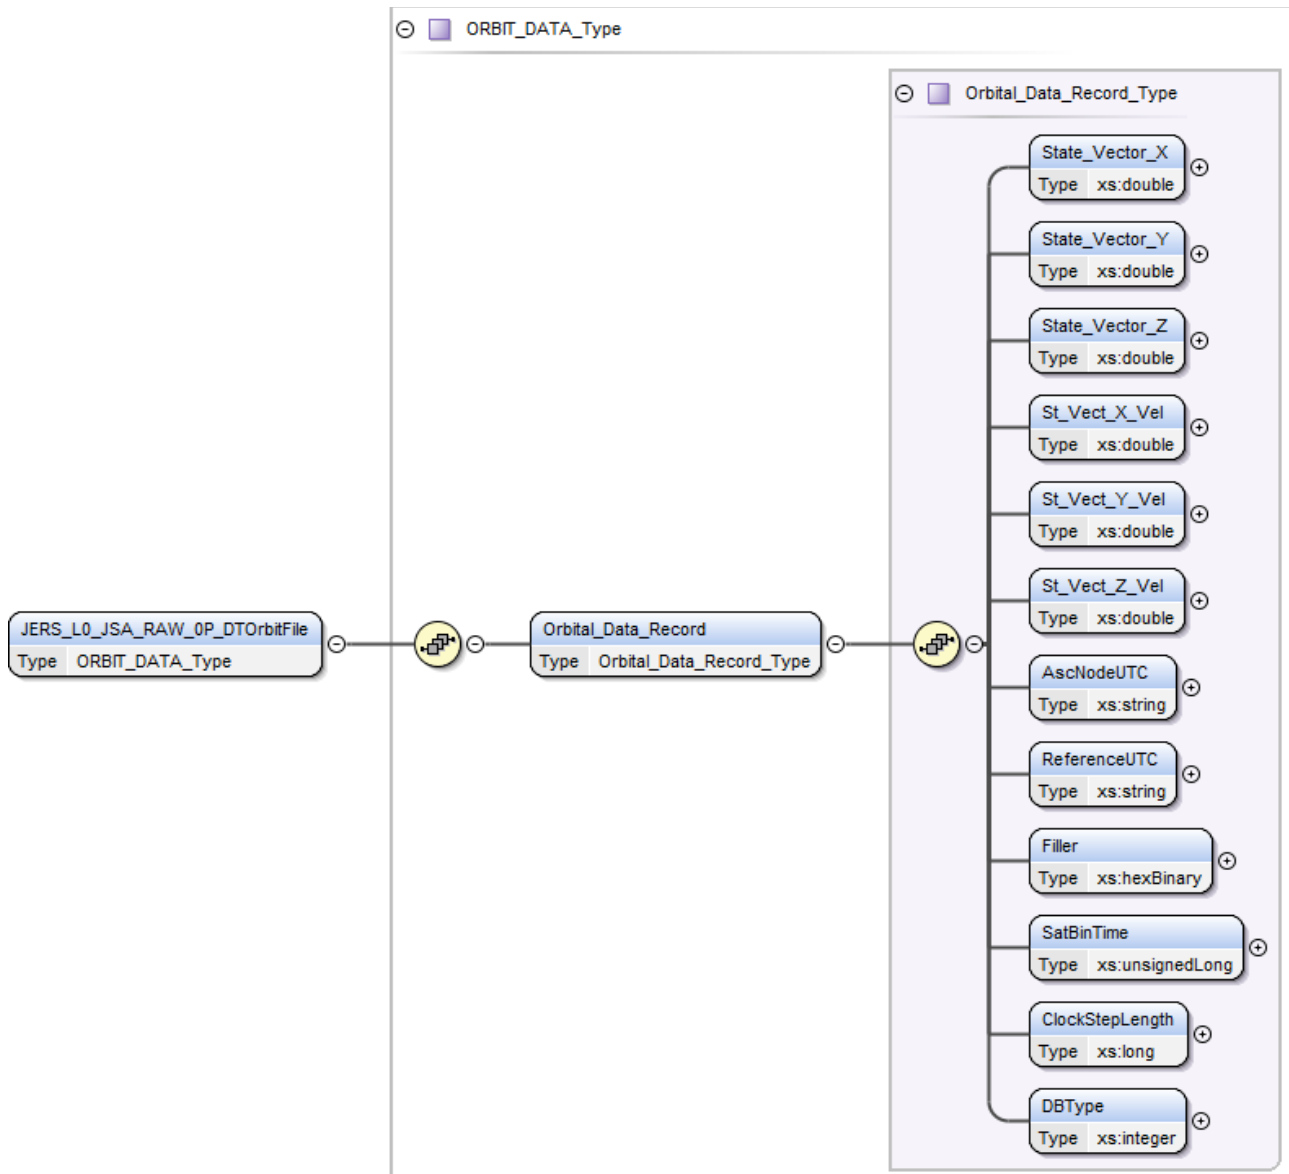 ORBIT_DATA_Type
Orbital_Data_Record_Type
State_Vector_X
Type xs:double
State_Vector_Y
Type xs:double
State_Vector_Z
Type xs:double
St_Vect_X_Vel
Type xs:double
St_Vect_Y_Vel
Type xs:double
St_Vect_Z_Vel
Type xs:double
JERS_L0_JSA_RAW_0P_DTOrbitFile
Type ORBIT_DATA_Type
Orbital_Data_Record
Type Orbital_Data_Record_Type
AscNodeUTC
Type xs:string
ReferenceUTC
Type xs:string
Filler
Type xs:hexBinary
SatBinTime
Type xs:unsignedLong
ClockStepLength
Type xs:long
DBType
Type xs:integer